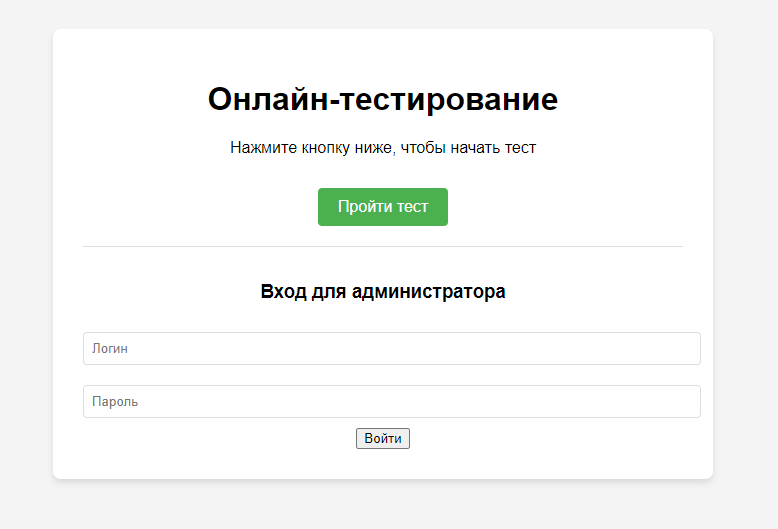 Онлайн-тестирование
Нажмите кнопку ниже, чтобы начать тест
Пройти тест
Вход для администратора
Логин
Пароль
Войти